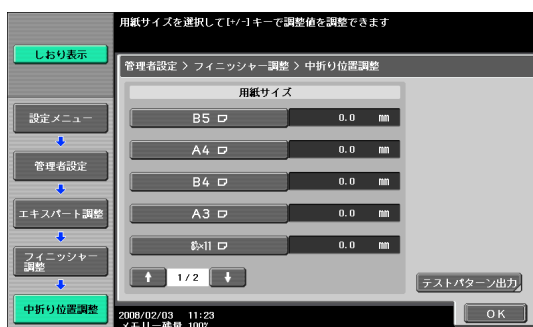 用紙サイズを選択して[+/-]キーで調整値を調整できます
しおり表示
管理者設定 > フィニッシャー調整 > 中折り位置調整
用紙サイズ
設定メニュー
B5 0.0 mm
A4 0.0 mm
管理者設定
B4 0.0 mm
エキスパート調整
A3 0.0 mm
フィニッシャー
調整
8½×11 0.0 mm
1/2
テストパターン出力
中折り位置調整
2008/02/03 11:23
メモリー残量 100%
OK